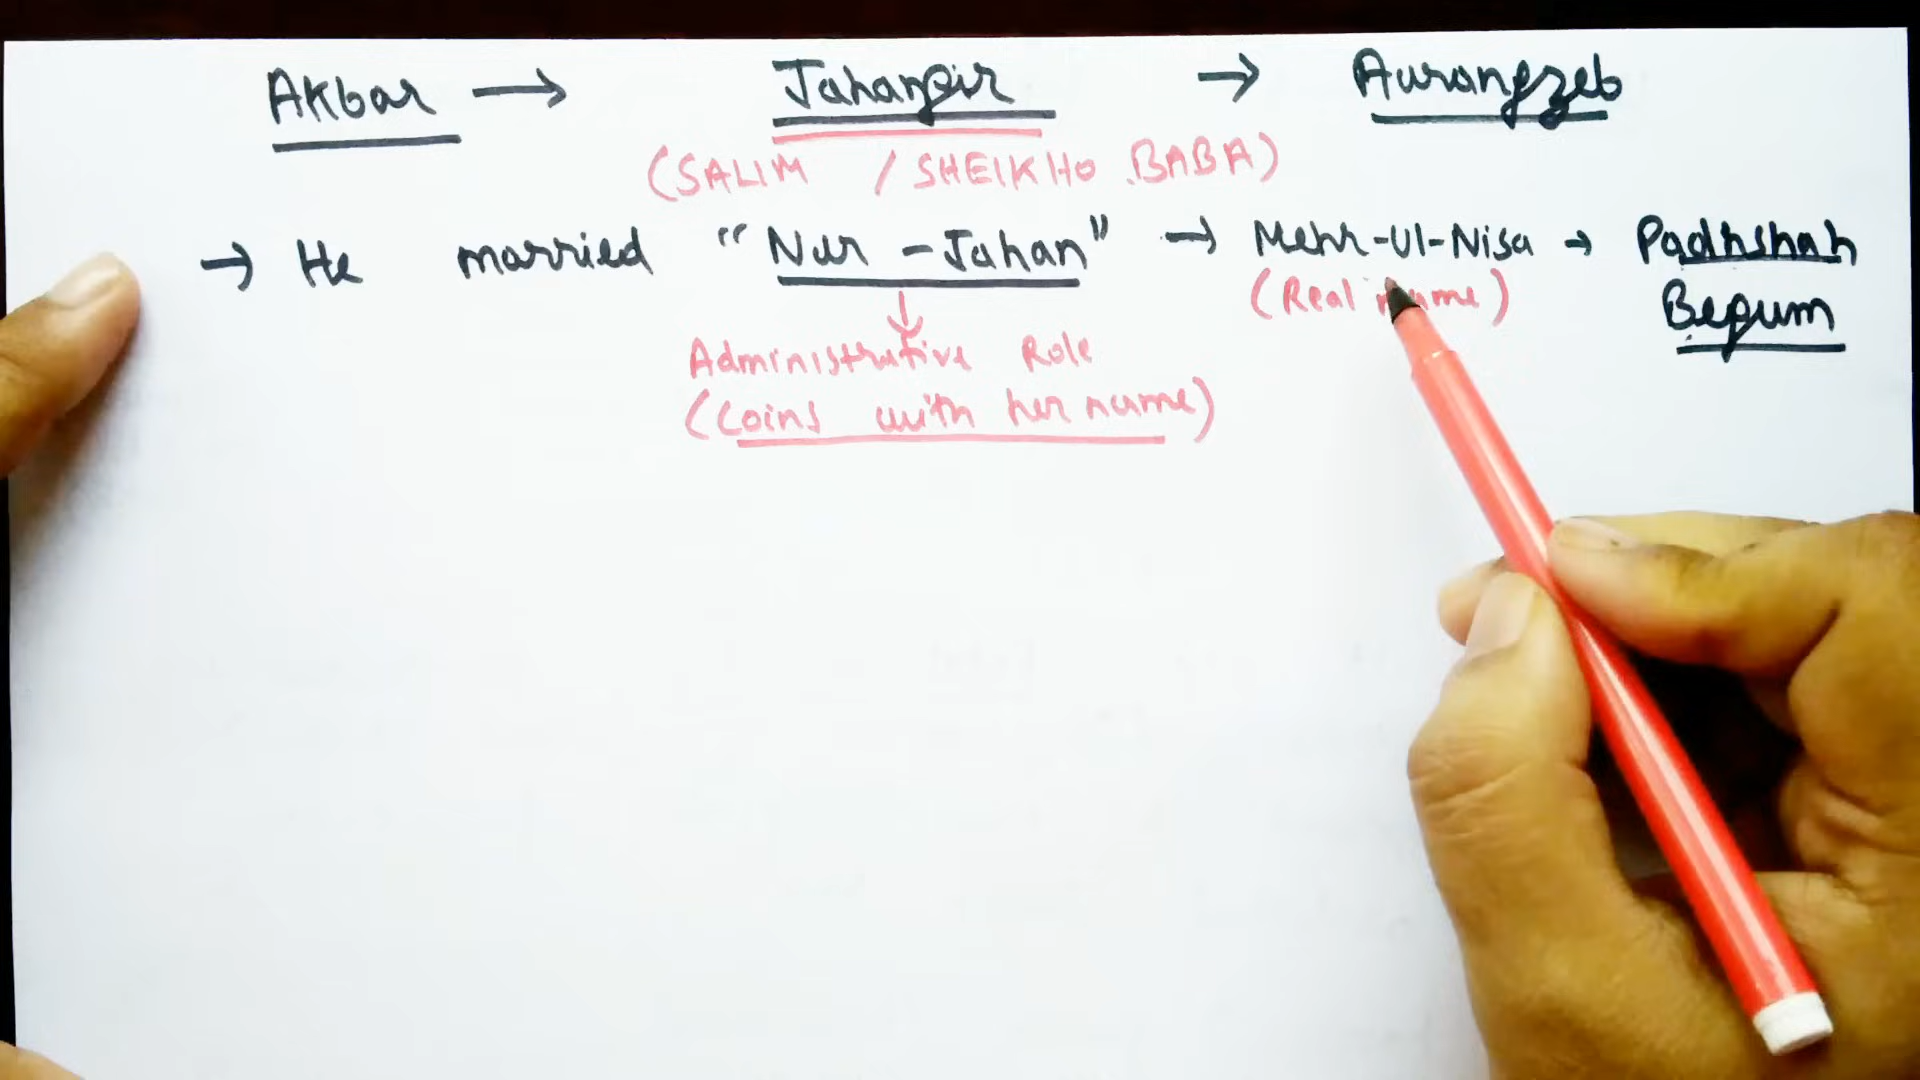 Akbar → Jahangir → Aurangzeb
(SALIM / SHEIKHO BABA)
→ He married "Nur - Jahan" → Mehr-Ul-Nisa → Padhshah
Begum
(Real name)
↓
Administrative Role
(Coins with her name)